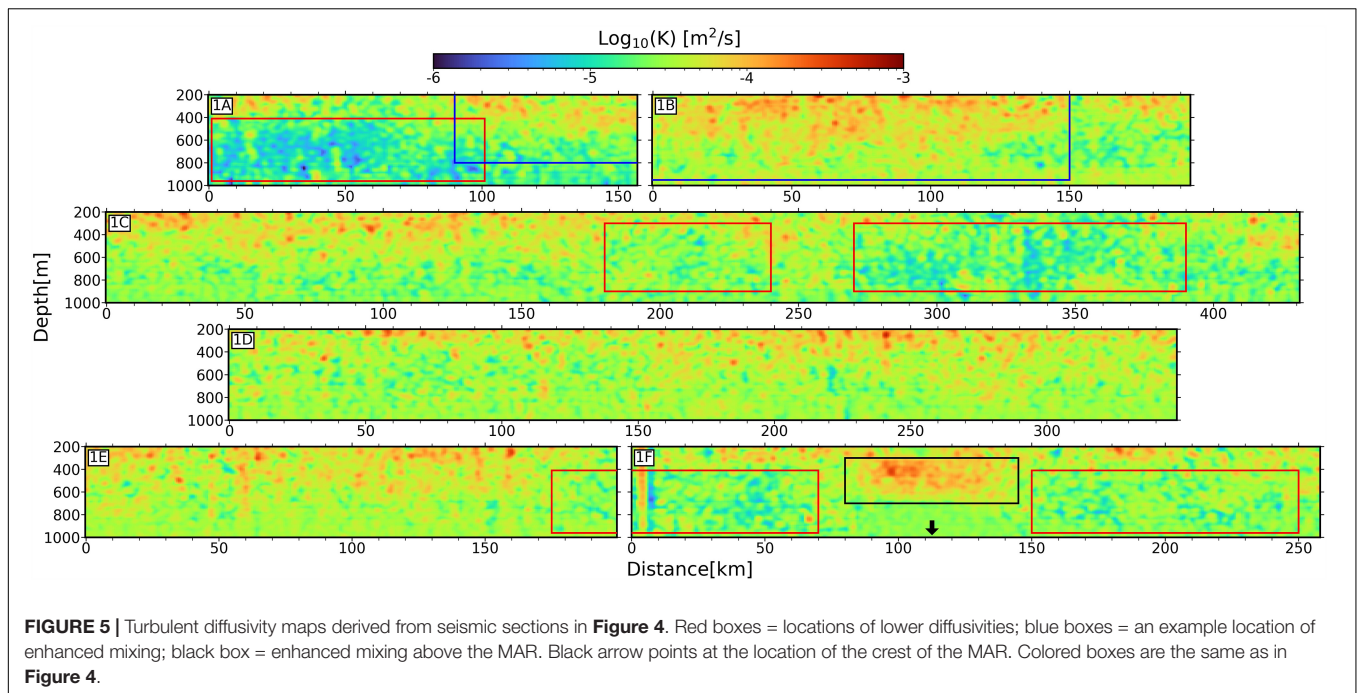 Log₁₀(K) [m²/s]
-6 -5 -4 -3
1A
200
400
600
800
1000
0 50 100 150
1B
0 50 100 150
1C
200
400
600
800
1000
0 50 100 150 200 250 300 350 400
Depth[m]
1D
200
400
600
800
1000
0 50 100 150 200 250 300
1E
200
400
600
800
1000
0 50 100 150
1F
0 50 100 150 200 250
Distance[km]
FIGURE 5 | Turbulent diffusivity maps derived from seismic sections in Figure 4. Red boxes = locations of lower diffusivities; blue boxes = an example location of
enhanced mixing; black box = enhanced mixing above the MAR. Black arrow points at the location of the crest of the MAR. Colored boxes are the same as in
Figure 4.